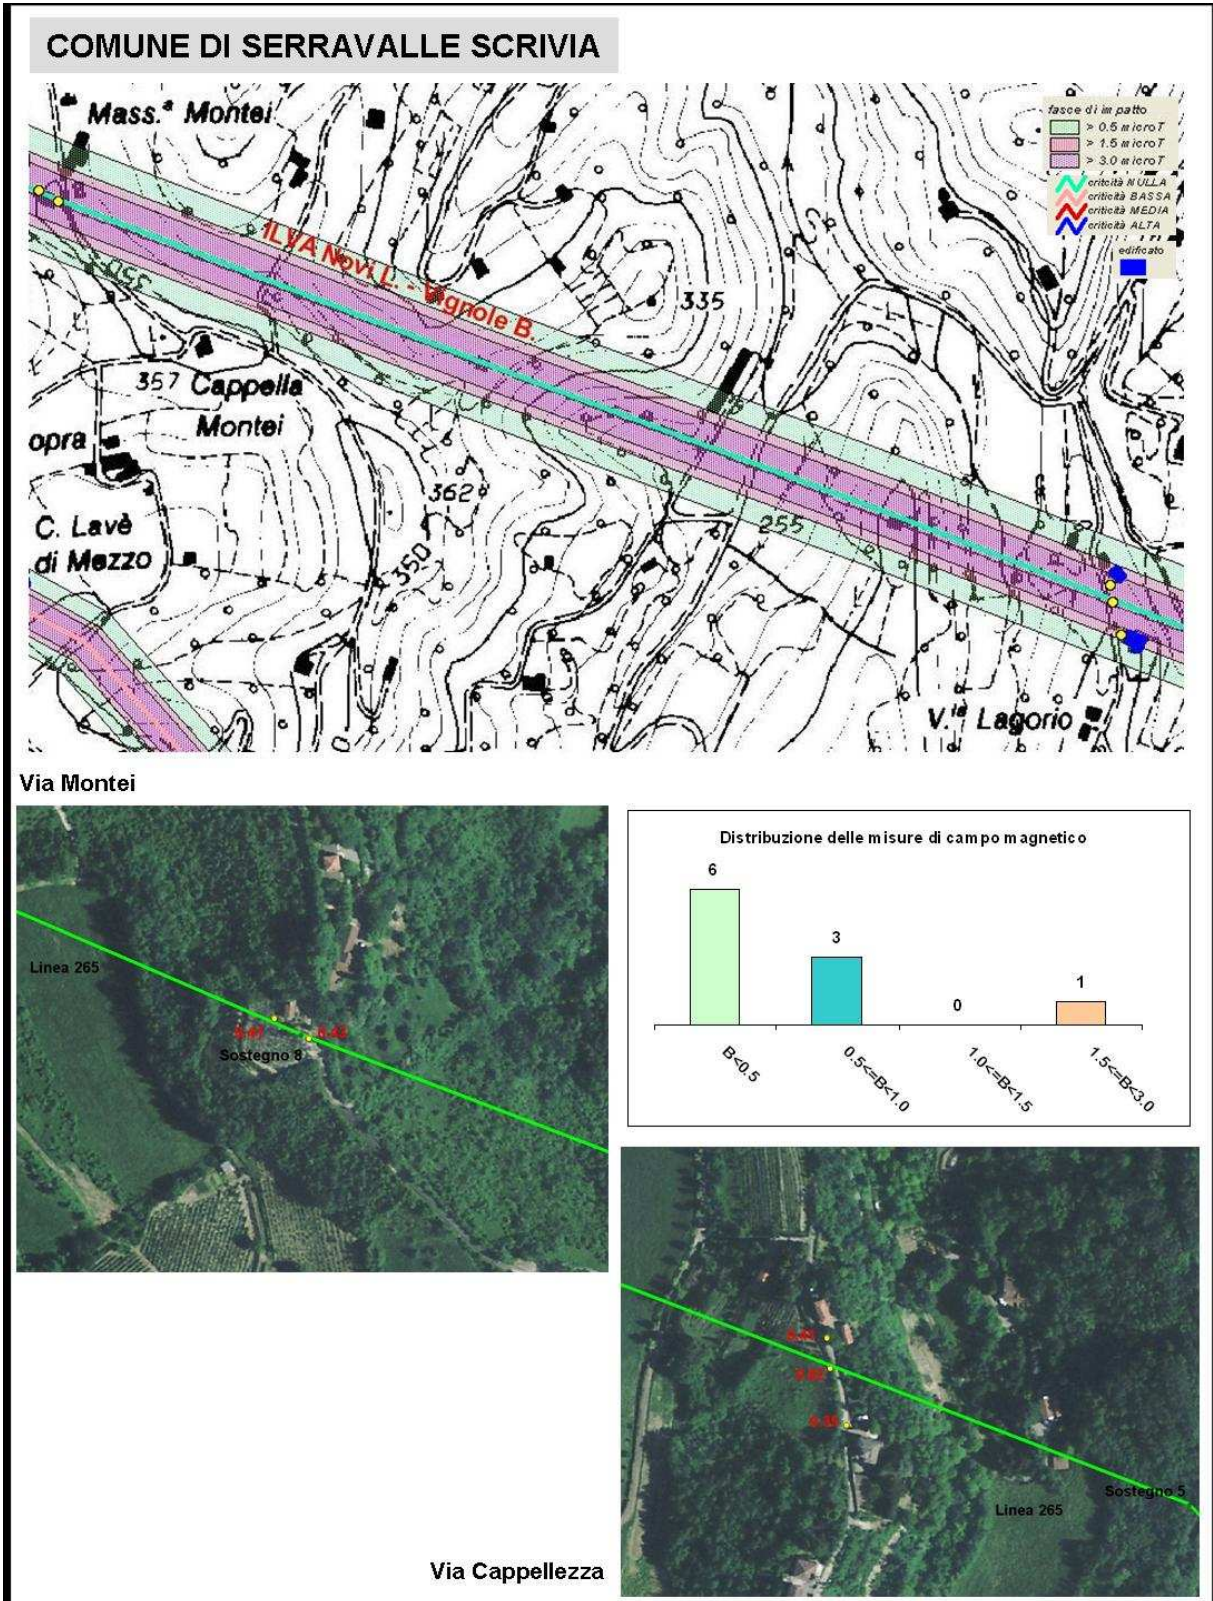 COMUNE DI SERRAVALLE SCRIVIA
Mass.ª Montei
fasce di impatto
> 0.5 microT
> 1.5 microT
> 3.0 microT
criticità NULLA
criticità BASSA
criticità MEDIA
criticità ALTA
edificato
ILVA Novi L. - Vignole B.
335
357 Cappella
Montei
opra
362
C. Lavè
di Mezzo
350
255
V.la Lagorio
Via Montei
Linea 265
Sostegno 8
Distribuzione delle misure di campo magnetico
6
3
0
1
B<0.5
0.5<=B<1.0
1.0<=B<1.5
1.5<=B<3.0
Sostegno 5
Linea 265
Via Cappellezza